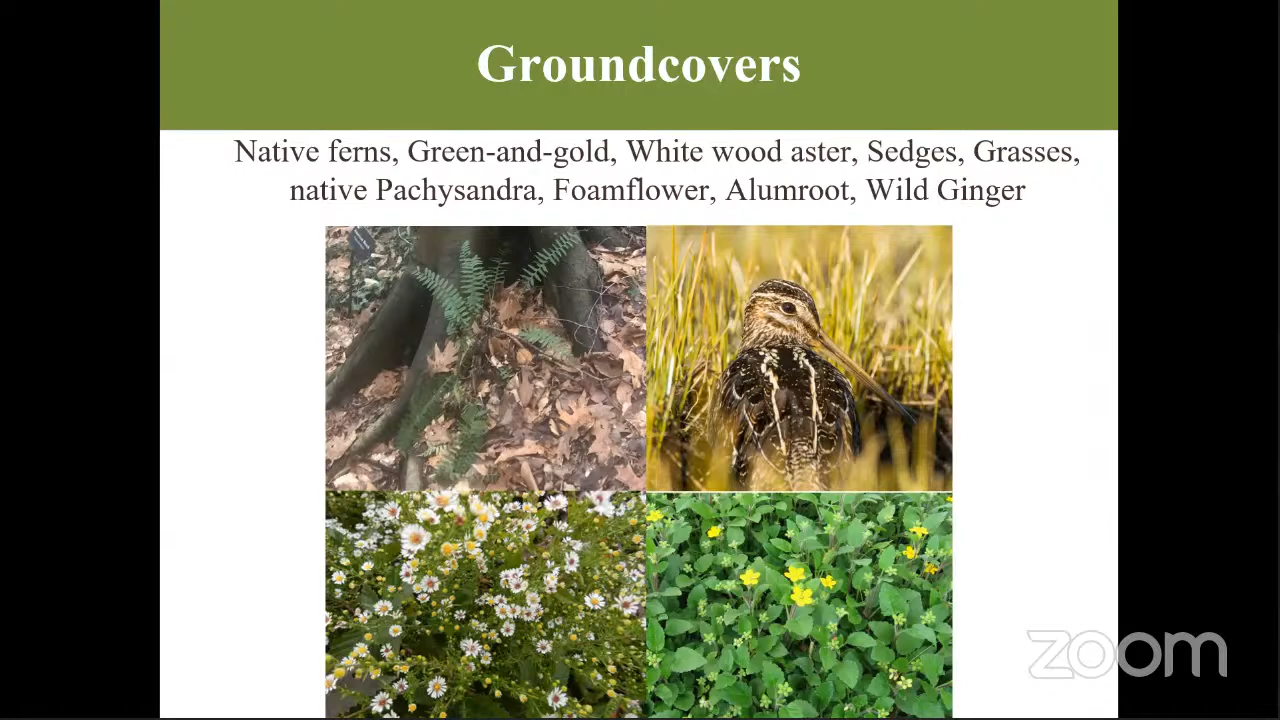 Groundcovers
Native ferns, Green-and-gold, White wood aster, Sedges, Grasses,
native Pachysandra, Foamflower, Alumroot, Wild Ginger
zoom